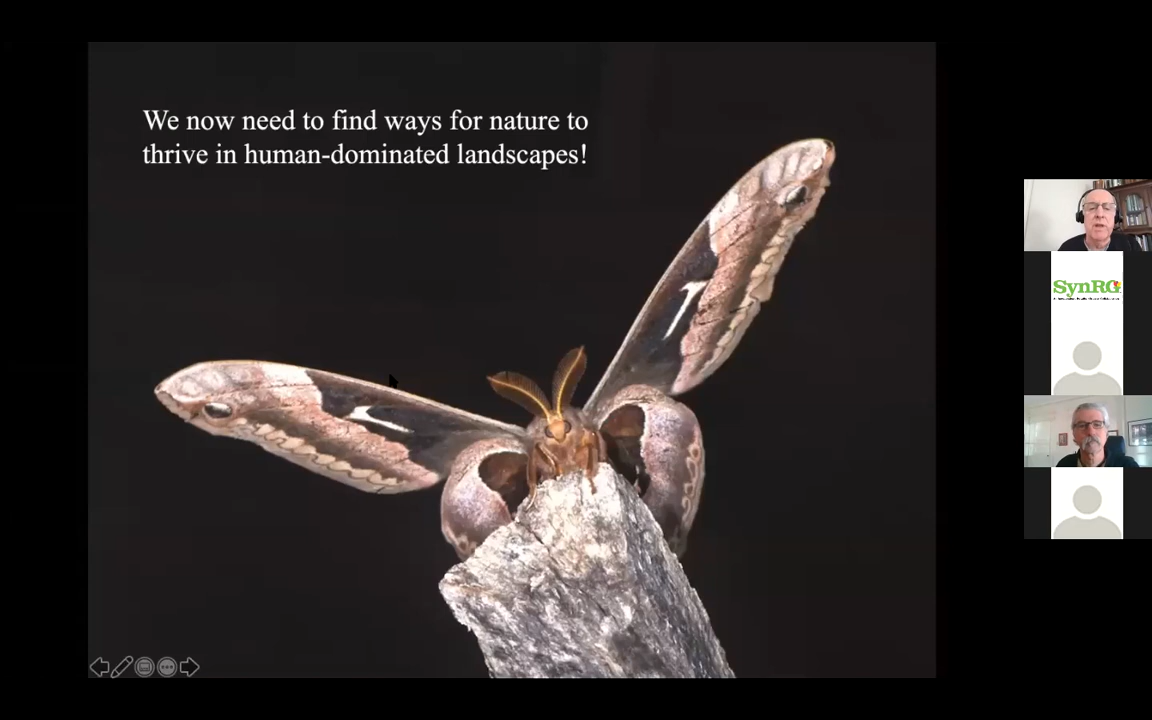 We now need to find ways for nature to
thrive in human-dominated landscapes!
SynRG